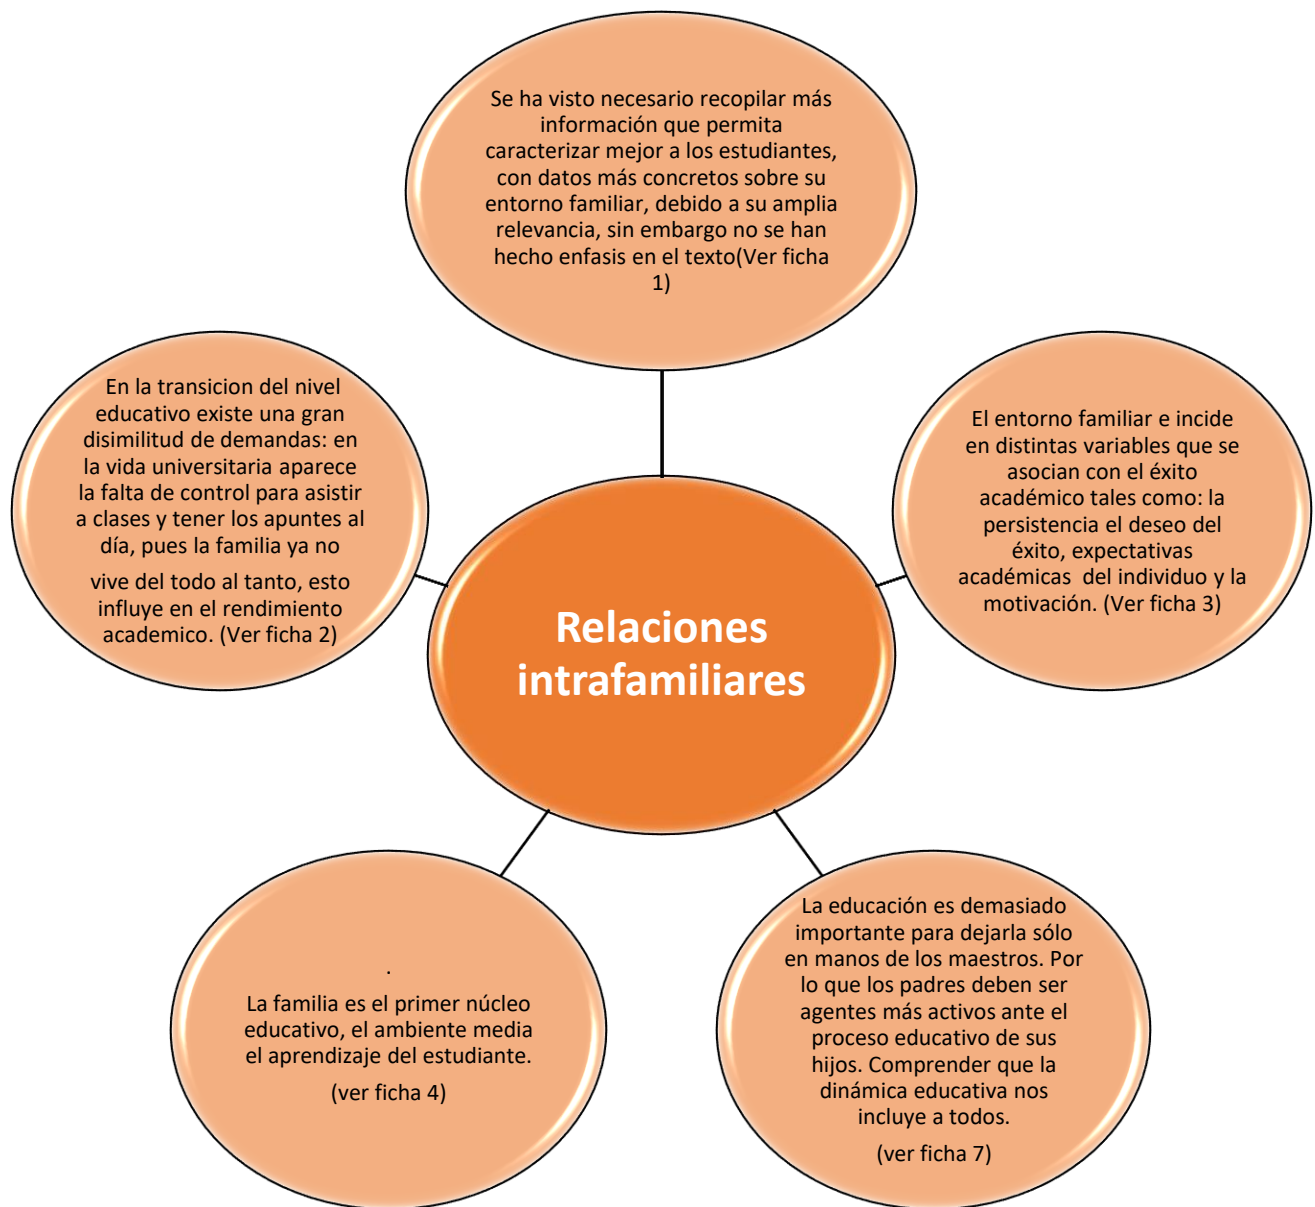 Se ha visto necesario recopilar más
información que permita
caracterizar mejor a los estudiantes,
con datos más concretos sobre su
entorno familiar, debido a su amplia
relevancia, sin embargo no se han
hecho enfasis en el texto(Ver ficha
1)
En la transicion del nivel
educativo existe una gran
disimilitud de demandas: en
la vida universitaria aparece
la falta de control para asistir
a clases y tener los apuntes al
día, pues la familia ya no
vive del todo al tanto, esto
influye en el rendimiento
academico. (Ver ficha 2)
El entorno familiar e incide
en distintas variables que se
asocian con el éxito
académico tales como: la
persistencia el deseo del
éxito, expectativas
académicas del individuo y la
motivación. (Ver ficha 3)
Relaciones
intrafamiliares
.
La familia es el primer núcleo
educativo, el ambiente media
el aprendizaje del estudiante.
(ver ficha 4)
La educación es demasiado
importante para dejarla sólo
en manos de los maestros. Por
lo que los padres deben ser
agentes más activos ante el
proceso educativo de sus
hijos. Comprender que la
dinámica educativa nos
incluye a todos.
(ver ficha 7)